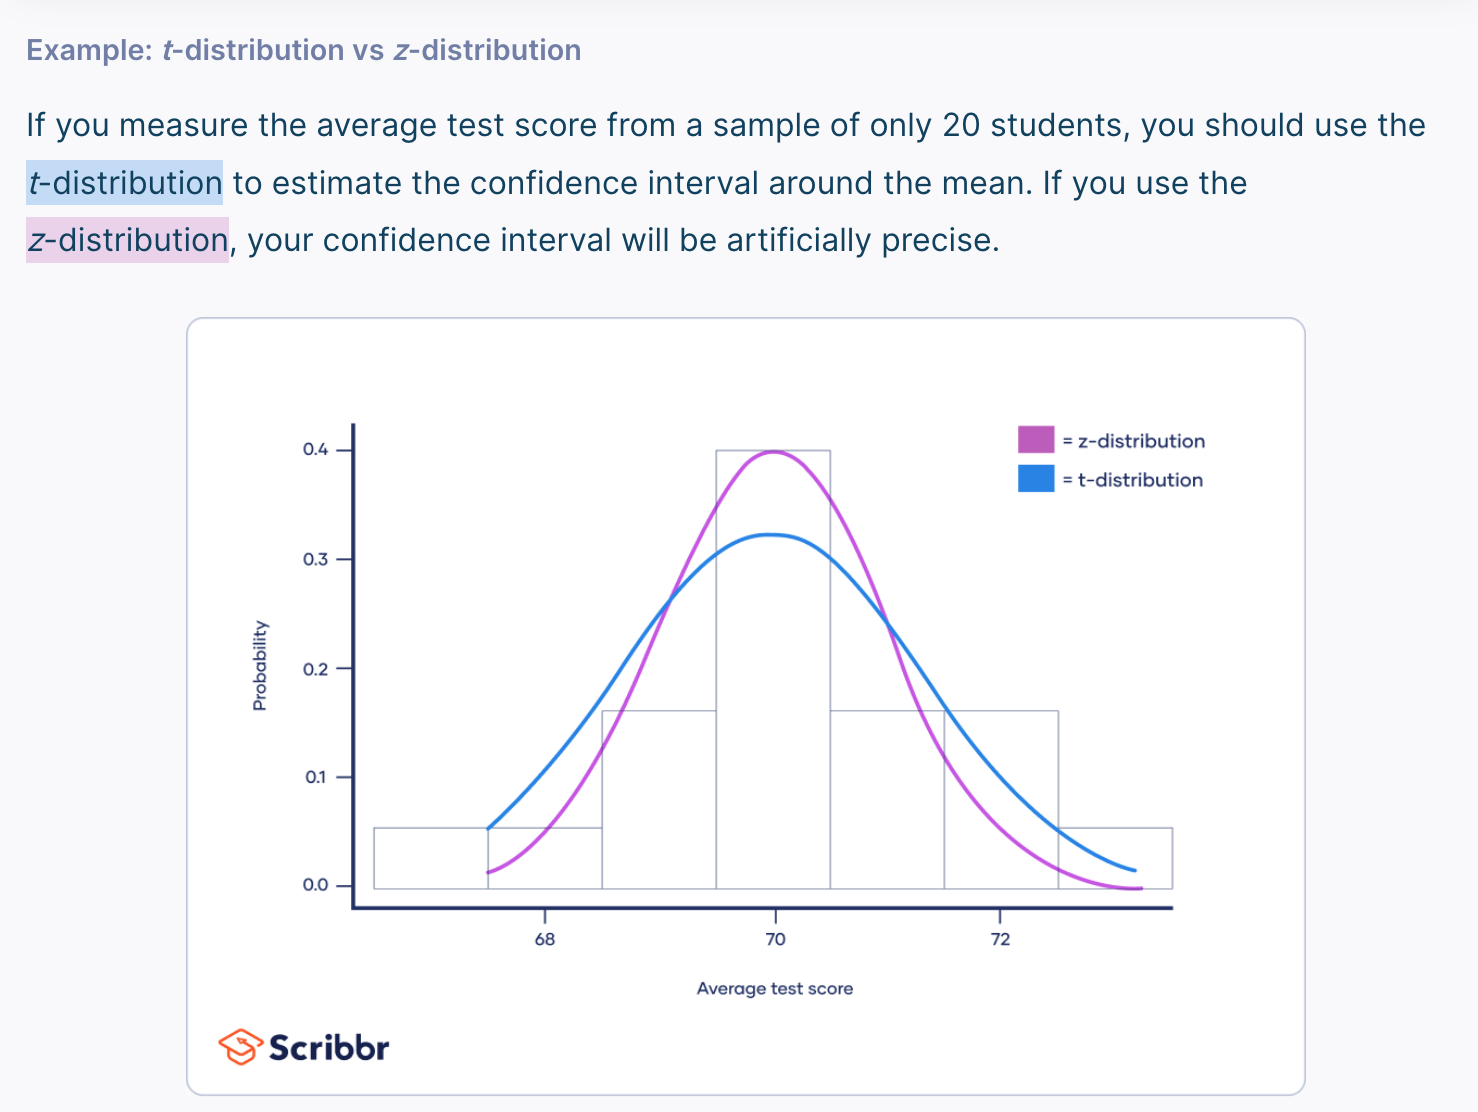 Example: t-distribution vs z-distribution
If you measure the average test score from a sample of only 20 students, you should use the
t-distribution to estimate the confidence interval around the mean. If you use the
z-distribution, your confidence interval will be artificially precise.
= z-distribution
= t-distribution
0.4
0.3
0.2
0.1
0.0
Probability
68 70 72
Average test score
Scribbr